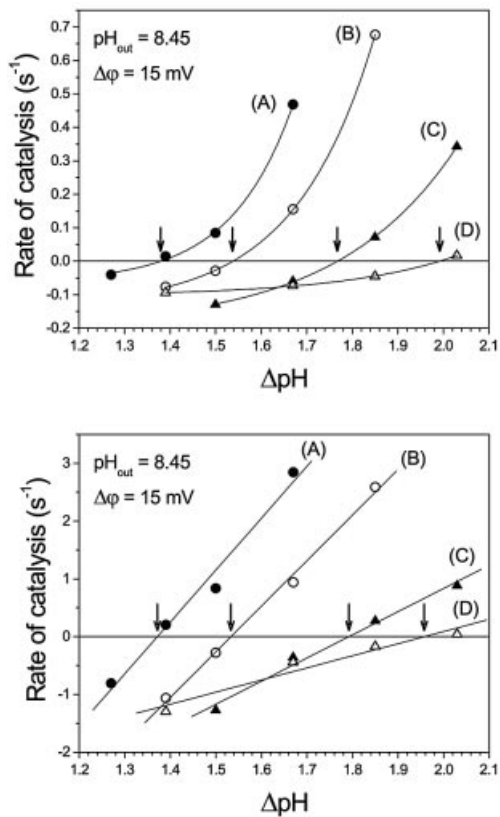 0.7
0.6
0.5
0.4
0.3
0.2
0.1
0.0
-0.1
-0.2
Rate of catalysis (s⁻¹)
pHout = 8.45
Δφ = 15 mV
(A)
(B)
(C)
(D)
1.2 1.3 1.4 1.5 1.6 1.7 1.8 1.9 2.0 2.1
ΔpH
3
2
1
0
-1
-2
Rate of catalysis (s⁻¹)
pHout = 8.45
Δφ = 15 mV
(A)
(B)
(C)
(D)
1.2 1.3 1.4 1.5 1.6 1.7 1.8 1.9 2.0 2.1
ΔpH